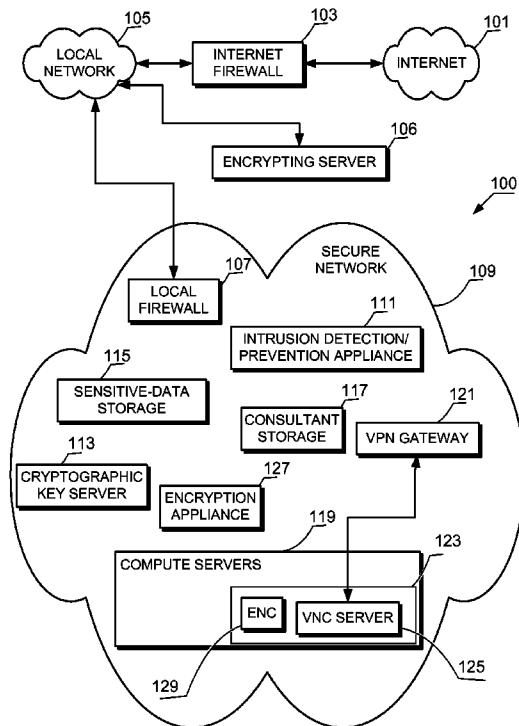 105
LOCAL
NETWORK
103
INTERNET
FIREWALL
101
INTERNET
106
ENCRYPTING SERVER
100
SECURE
NETWORK
109
107
LOCAL
FIREWALL
111
INTRUSION DETECTION/
PREVENTION APPLIANCE
115
SENSITIVE-DATA
STORAGE
117
CONSULTANT
STORAGE
121
VPN GATEWAY
113
CRYPTOGRAPHIC
KEY SERVER
127
ENCRYPTION
APPLIANCE
119
COMPUTE SERVERS
123
ENC
VNC SERVER
129
125